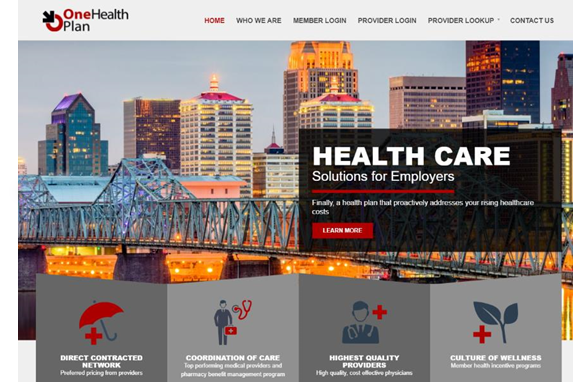 OneHealth
Plan
HOME WHO WE ARE MEMBER LOGIN PROVIDER LOGIN PROVIDER LOOKUP CONTACT US
HEALTH CARE
Solutions for Employers
Finally, a health plan that proactively addresses your rising healthcare
costs
LEARN MORE
DIRECT CONTRACTED
NETWORK
Preferred pricing from providers
COORDINATION OF CARE
Top performing medical providers and
pharmacy benefit management program
HIGHEST QUALITY
PROVIDERS
High quality, cost effective physicians
CULTURE OF WELLNESS
Member health incentive programs